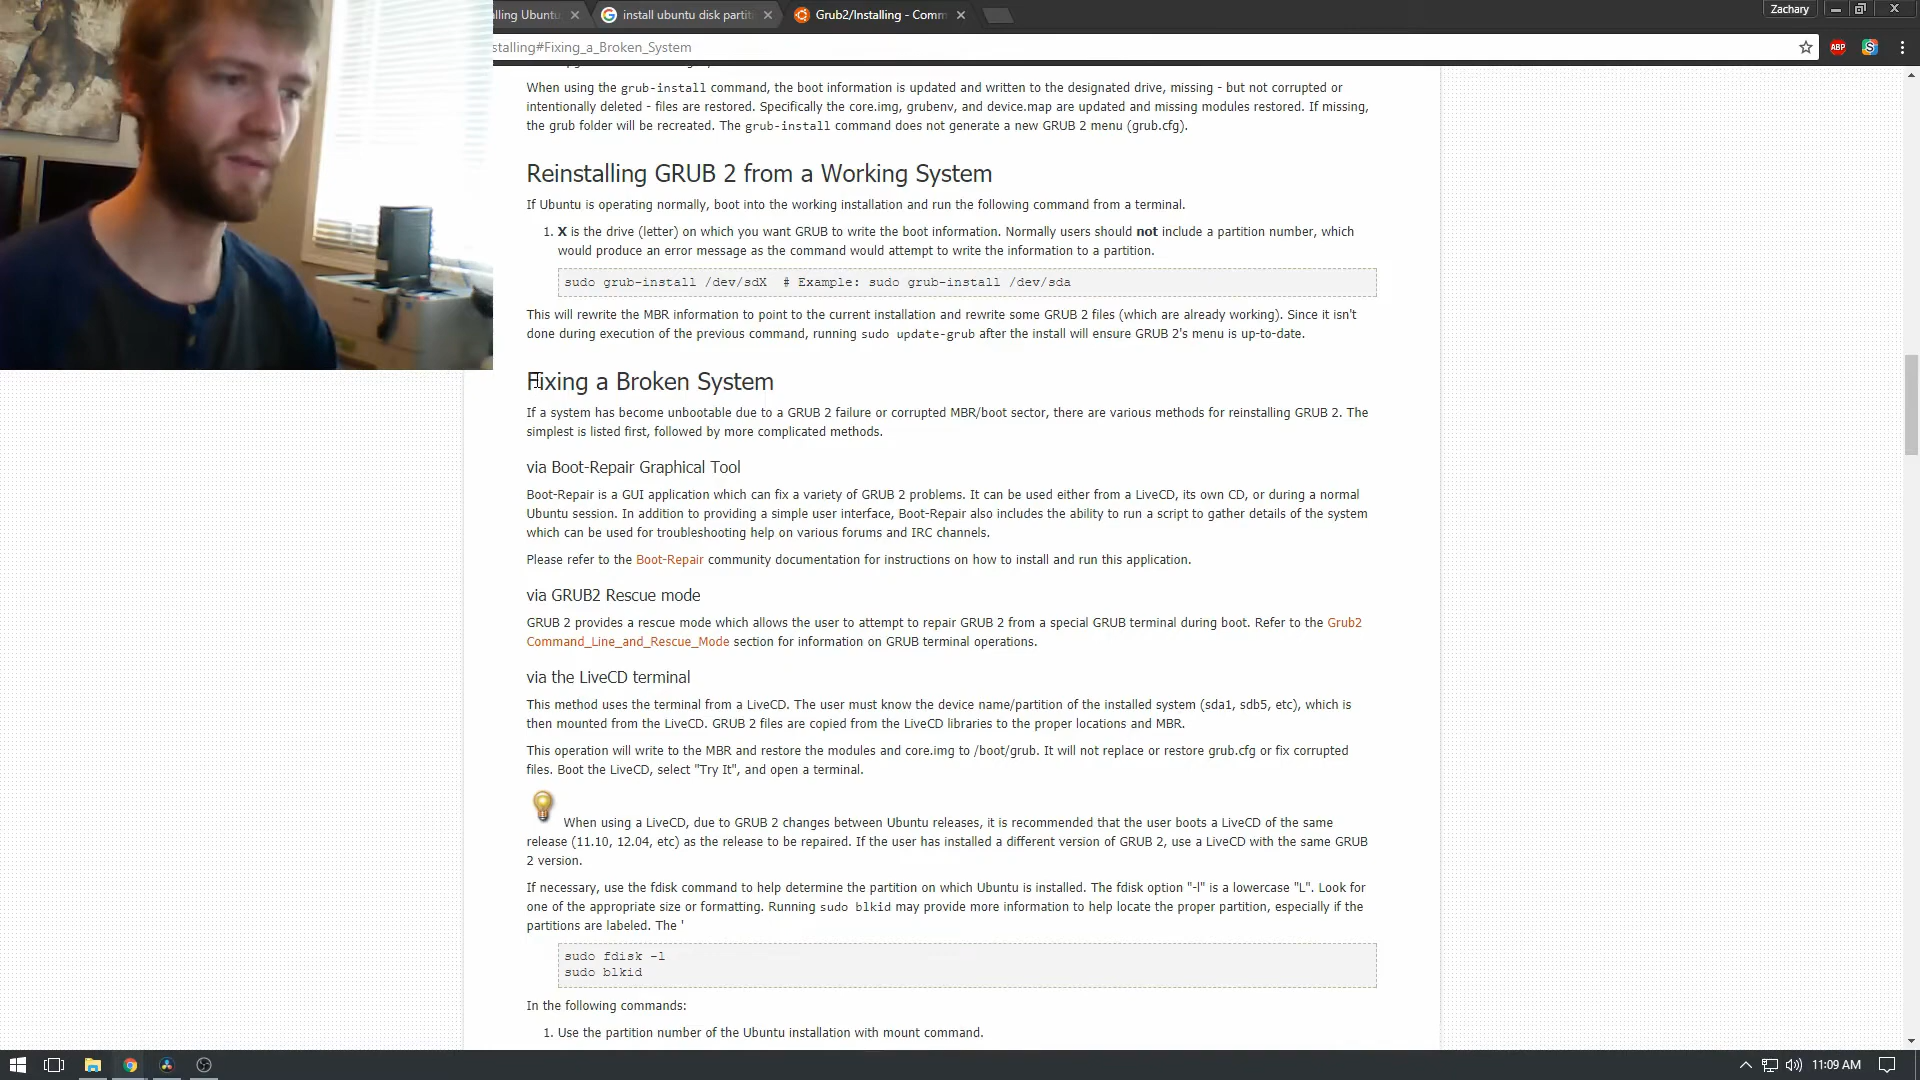 lling Ubuntu
install ubuntu disk partit
Grub2/Installing - Comm
Zachary
stalling#Fixing_a_Broken_System
ABP
When using the grub-install command, the boot information is updated and written to the designated drive, missing - but not corrupted or
intentionally deleted - files are restored. Specifically the core.img, grubenv, and device.map are updated and missing modules restored. If missing,
the grub folder will be recreated. The grub-install command does not generate a new GRUB 2 menu (grub.cfg).
Reinstalling GRUB 2 from a Working System
If Ubuntu is operating normally, boot into the working installation and run the following command from a terminal.
1. X is the drive (letter) on which you want GRUB to write the boot information. Normally users should not include a partition number, which
would produce an error message as the command would attempt to write the information to a partition.
sudo grub-install /dev/sdX  # Example: sudo grub-install /dev/sda
This will rewrite the MBR information to point to the current installation and rewrite some GRUB 2 files (which are already working). Since it isn't
done during execution of the previous command, running sudo update-grub after the install will ensure GRUB 2's menu is up-to-date.
Fixing a Broken System
If a system has become unbootable due to a GRUB 2 failure or corrupted MBR/boot sector, there are various methods for reinstalling GRUB 2. The
simplest is listed first, followed by more complicated methods.
via Boot-Repair Graphical Tool
Boot-Repair is a GUI application which can fix a variety of GRUB 2 problems. It can be used either from a LiveCD, its own CD, or during a normal
Ubuntu session. In addition to providing a simple user interface, Boot-Repair also includes the ability to run a script to gather details of the system
which can be used for troubleshooting help on various forums and IRC channels.
Please refer to the Boot-Repair community documentation for instructions on how to install and run this application.
via GRUB2 Rescue mode
GRUB 2 provides a rescue mode which allows the user to attempt to repair GRUB 2 from a special GRUB terminal during boot. Refer to the Grub2
Command_Line_and_Rescue_Mode section for information on GRUB terminal operations.
via the LiveCD terminal
This method uses the terminal from a LiveCD. The user must know the device name/partition of the installed system (sda1, sdb5, etc), which is
then mounted from the LiveCD. GRUB 2 files are copied from the LiveCD libraries to the proper locations and MBR.
This operation will write to the MBR and restore the modules and core.img to /boot/grub. It will not replace or restore grub.cfg or fix corrupted
files. Boot the LiveCD, select "Try It", and open a terminal.
When using a LiveCD, due to GRUB 2 changes between Ubuntu releases, it is recommended that the user boots a LiveCD of the same
release (11.10, 12.04, etc) as the release to be repaired. If the user has installed a different version of GRUB 2, use a LiveCD with the same GRUB
2 version.
If necessary, use the fdisk command to help determine the partition on which Ubuntu is installed. The fdisk option "-l" is a lowercase "L". Look for
one of the appropriate size or formatting. Running sudo blkid may provide more information to help locate the proper partition, especially if the
partitions are labeled. The '
sudo fdisk -l
sudo blkid
In the following commands:
1. Use the partition number of the Ubuntu installation with mount command.
11:09 AM